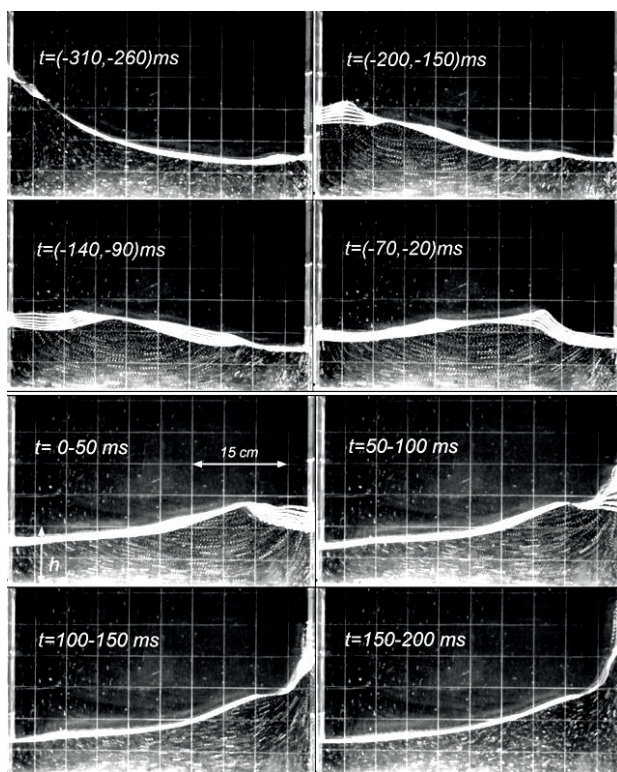 t=(-310,-260)ms
t=(-200,-150)ms
t=(-140,-90)ms
t=(-70,-20)ms
t= 0-50 ms
15 cm
h
t=50-100 ms
t=100-150 ms
t=150-200 ms